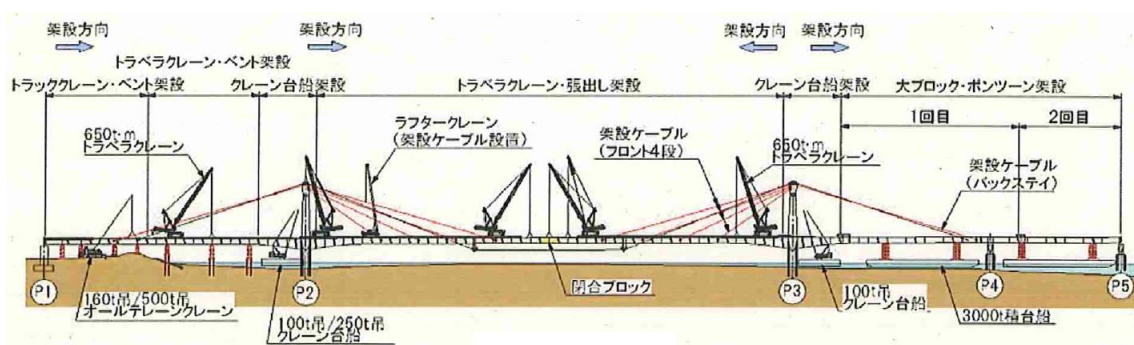 架設方向
架設方向
架設方向
架設方向
トラベラクレーン・ベント架設
トラッククレーン・ベント架設
クレーン台船架設
トラベラクレーン・張出し架設
クレーン台船架設
大ブロック・ポンツーン架設
1回目
2回目
650t・m
トラベラクレーン
ラフタークレーン
(架設ケーブル設置)
架設ケーブル
(フロント4段)
650t・m
トラベラクレーン
架設ケーブル
(バックステイ)
P1
P2
P3
P4
P5
160t吊/500t吊
オールテレーンクレーン
100t吊/250t吊
クレーン台船
閉合ブロック
100t吊
クレーン台船
3000t積台船